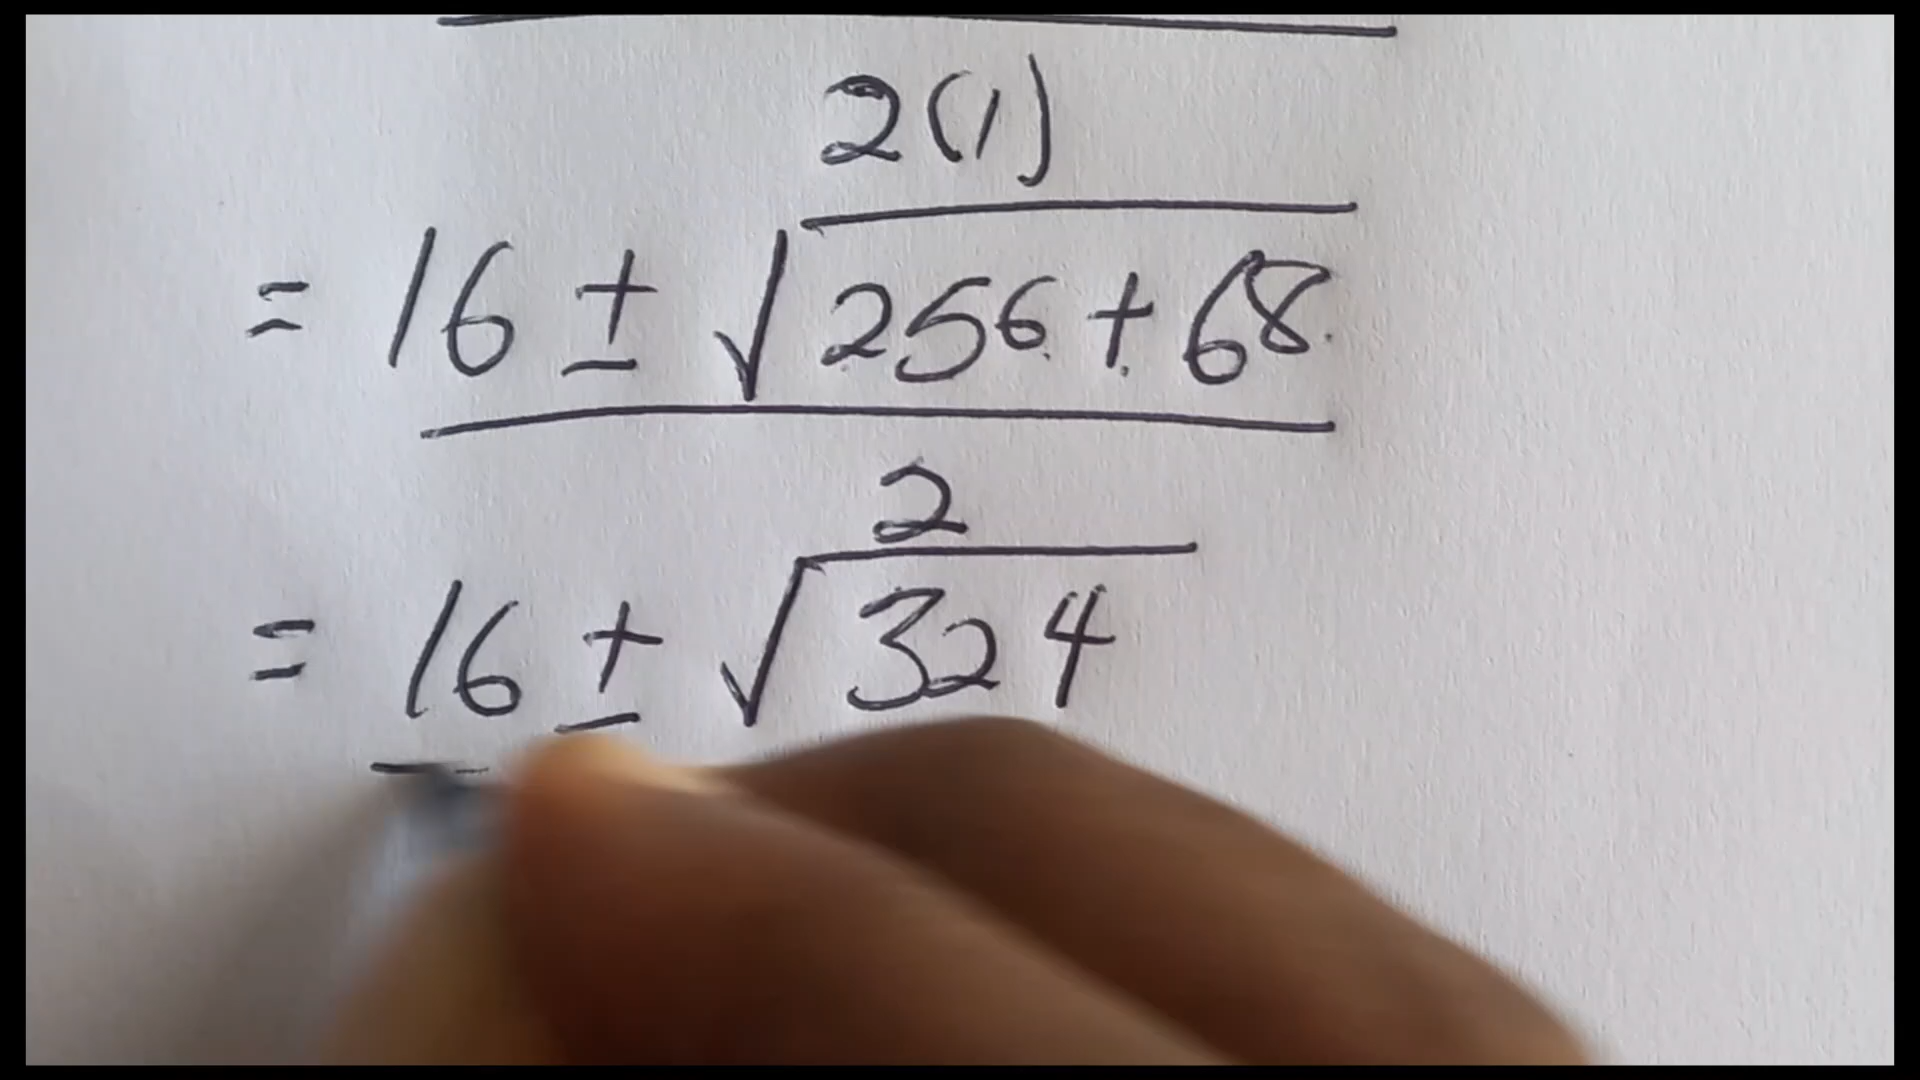 2(1)
= 16 ± √256 + 68
2
= 16 ± √324